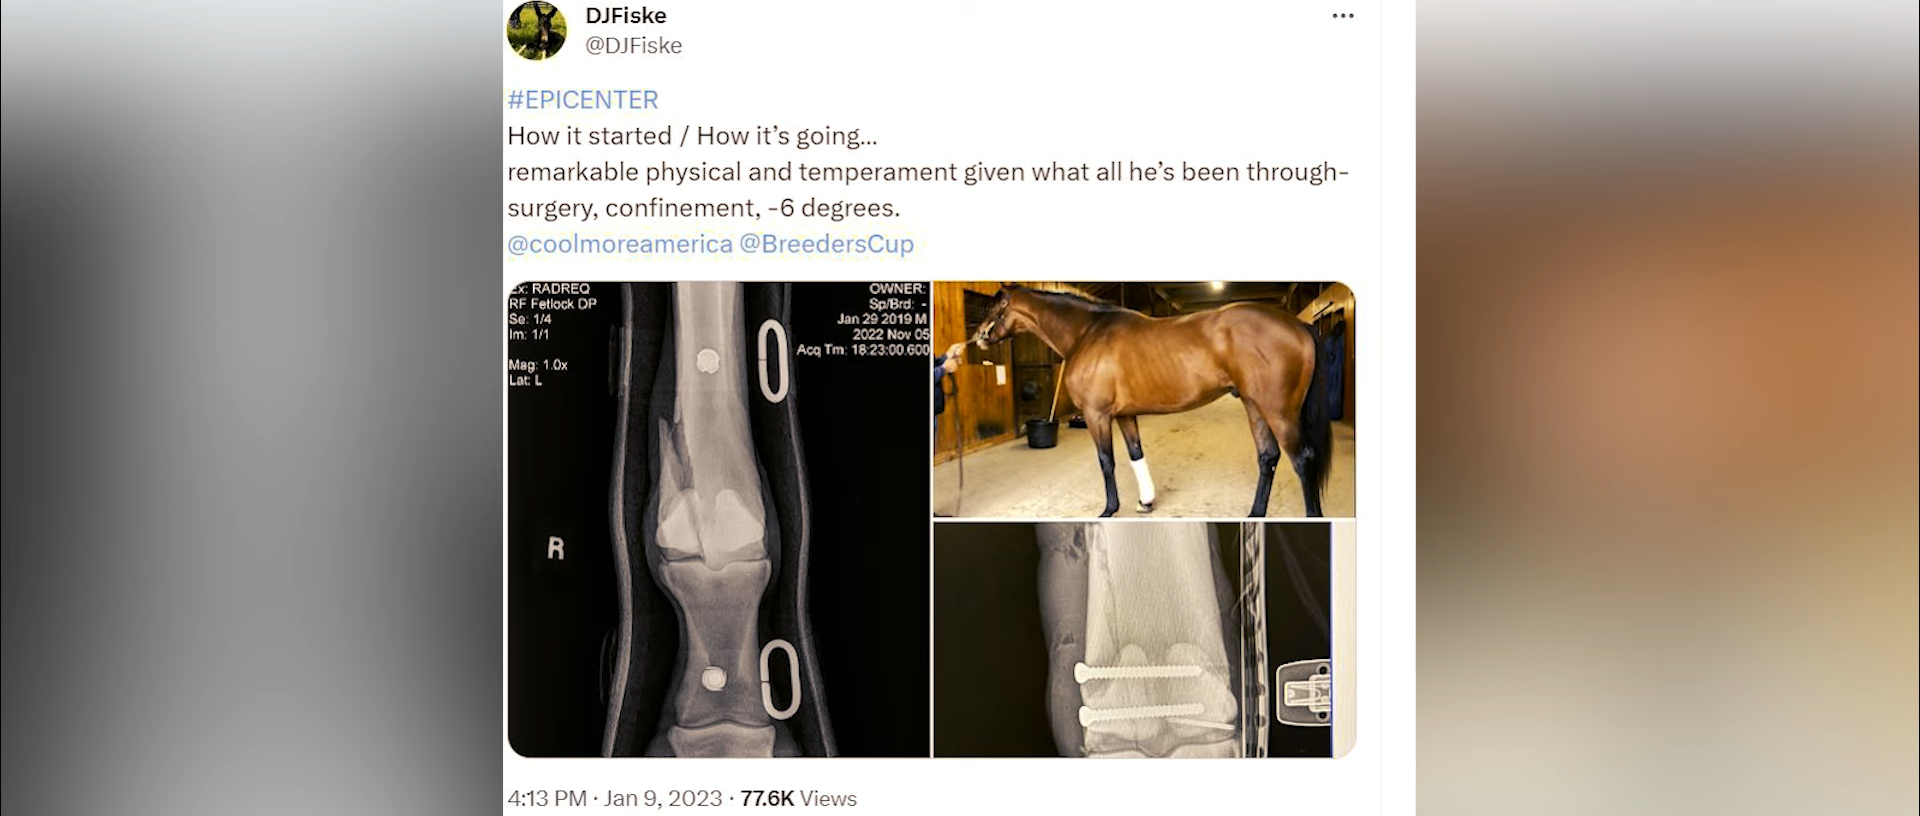 DJFiske
@DJFiske
#EPICENTER
How it started / How it's going...
remarkable physical and temperament given what all he's been through-
surgery, confinement, -6 degrees.
@coolmoreamerica @BreedersCup
Ex: RADREQ
RF Fetlock DP
Se: 1/4
Im: 1/1
Mag: 1.0x
Lat: L
OWNER:
Sp/Brd: -
Jan 29 2019 M
2022 Nov 05
Acq Tm: 18:23:00.600
R
4:13 PM · Jan 9, 2023 · 77.6K Views